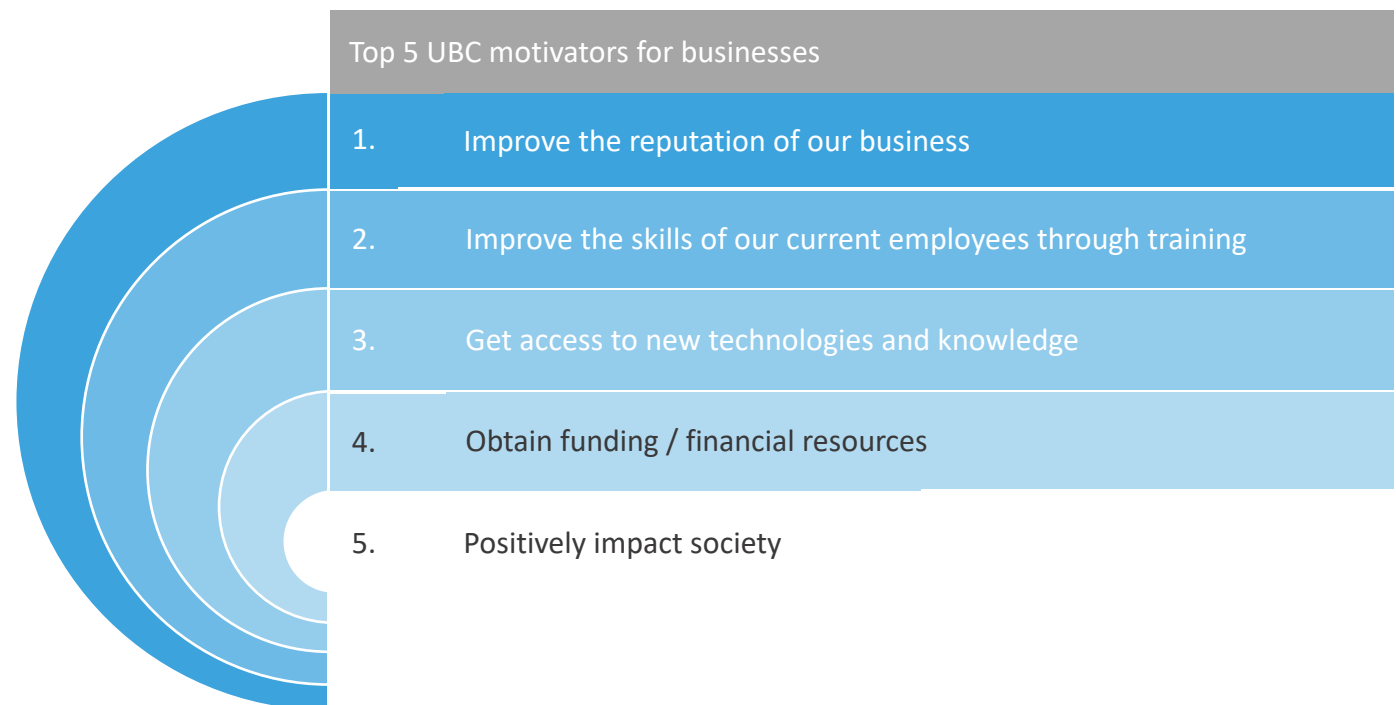 Top 5 UBC motivators for businesses
1. Improve the reputation of our business
2. Improve the skills of our current employees through training
3. Get access to new technologies and knowledge
4. Obtain funding / financial resources
5. Positively impact society